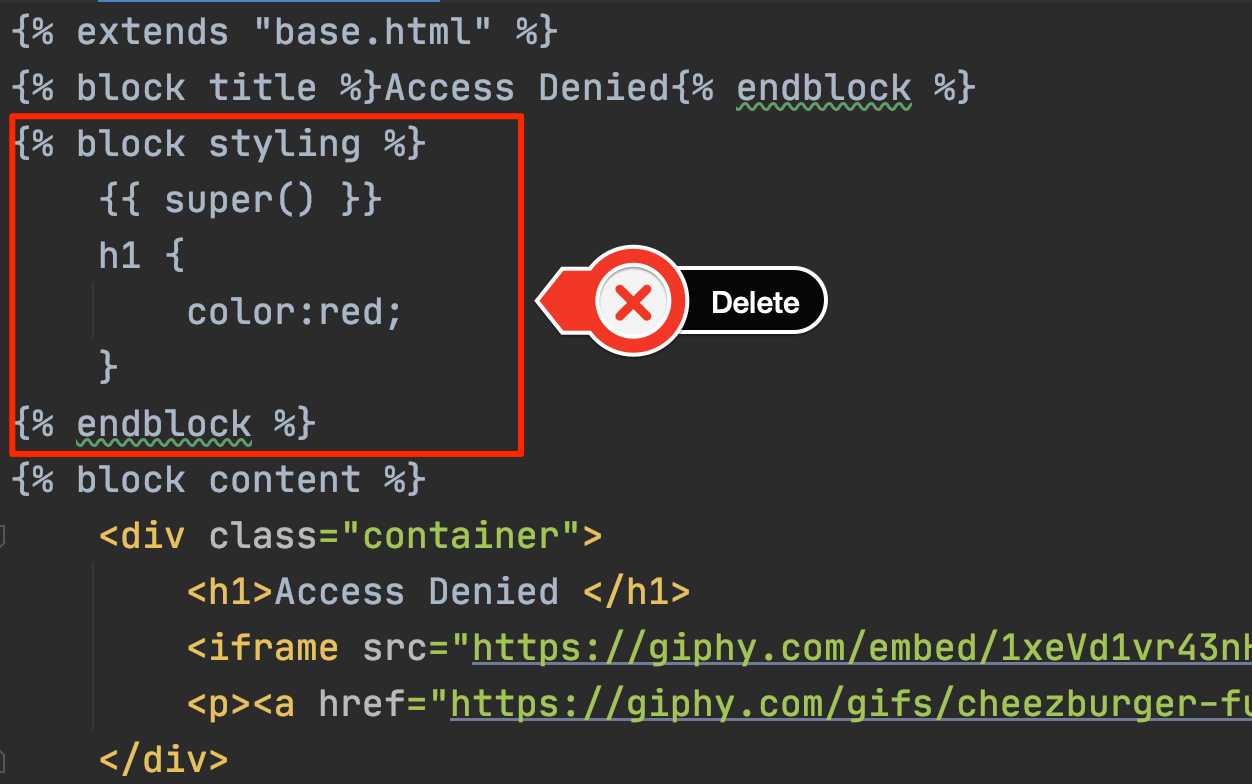 {% extends "base.html" %}
{% block title %}Access Denied{% endblock %}
{% block styling %}
    {{ super() }}
    h1 {
        color:red;
    }
{% endblock %}
Delete
{% block content %}
    <div class="container">
        <h1>Access Denied </h1>
        <iframe src="https://giphy.com/embed/1xeVd1vr43nH
        <p><a href="https://giphy.com/gifs/cheezburger-fu
    </div>